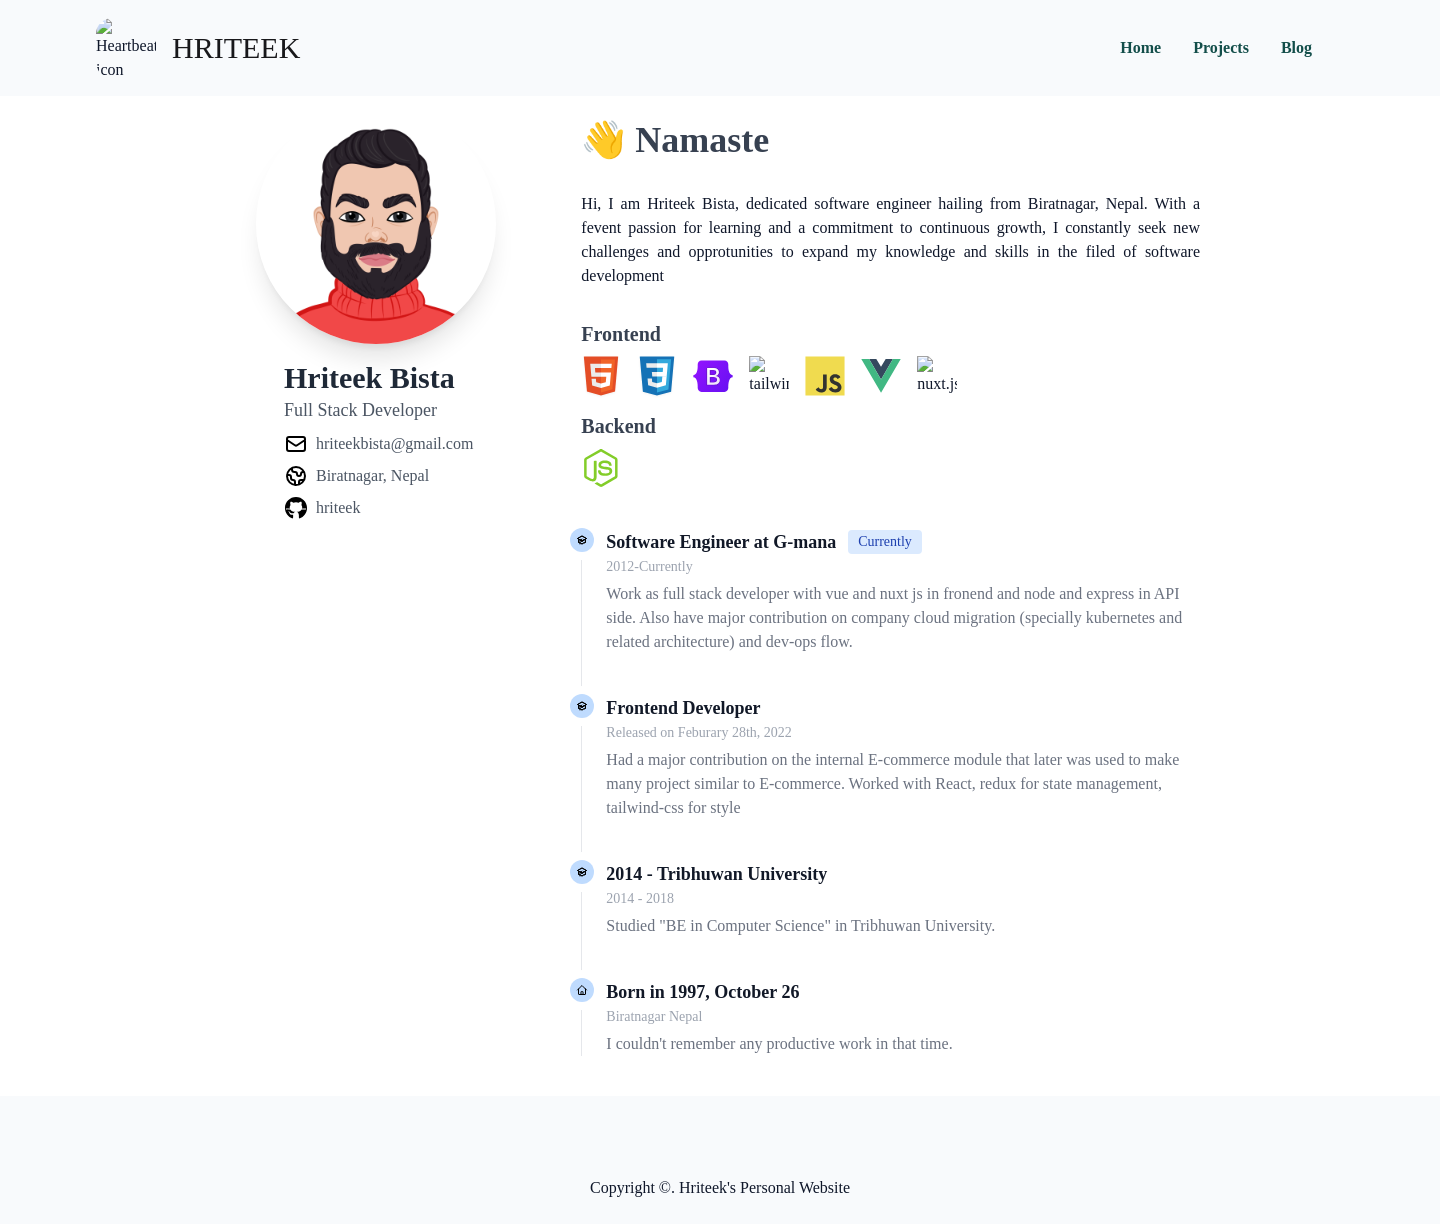 Heartbeat
icon
HRITEEK
Home
Projects
Blog
👋 Namaste
Hi, I am Hriteek Bista, dedicated software engineer hailing from Biratnagar, Nepal. With a
fevent passion for learning and a commitment to continuous growth, I constantly seek new
challenges and opprotunities to expand my knowledge and skills in the filed of software
development
Hriteek Bista
Full Stack Developer
hriteekbista@gmail.com
Biratnagar, Nepal
hriteek
Frontend
5
3
B
tailwin
JS
nuxt.js
Backend
JS
Software Engineer at G-mana
Currently
2012-Currently
Work as full stack developer with vue and nuxt js in fronend and node and express in API
side. Also have major contribution on company cloud migration (specially kubernetes and
related architecture) and dev-ops flow.
Frontend Developer
Released on Feburary 28th, 2022
Had a major contribution on the internal E-commerce module that later was used to make
many project similar to E-commerce. Worked with React, redux for state management,
tailwind-css for style
2014 - Tribhuwan University
2014 - 2018
Studied "BE in Computer Science" in Tribhuwan University.
Born in 1997, October 26
Biratnagar Nepal
I couldn't remember any productive work in that time.
Copyright ©. Hriteek's Personal Website